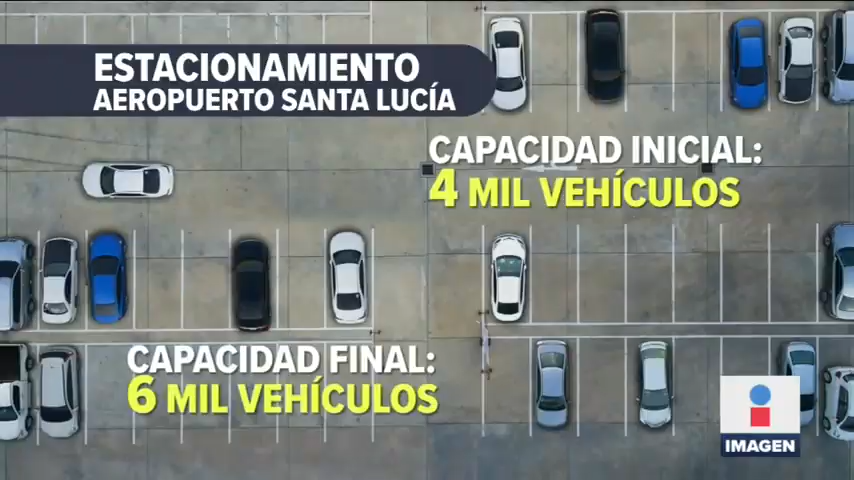 ESTACIONAMIENTO
AEROPUERTO SANTA LUCÍA
CAPACIDAD INICIAL:
4 MIL VEHÍCULOS
CAPACIDAD FINAL:
6 MIL VEHÍCULOS
IMAGEN